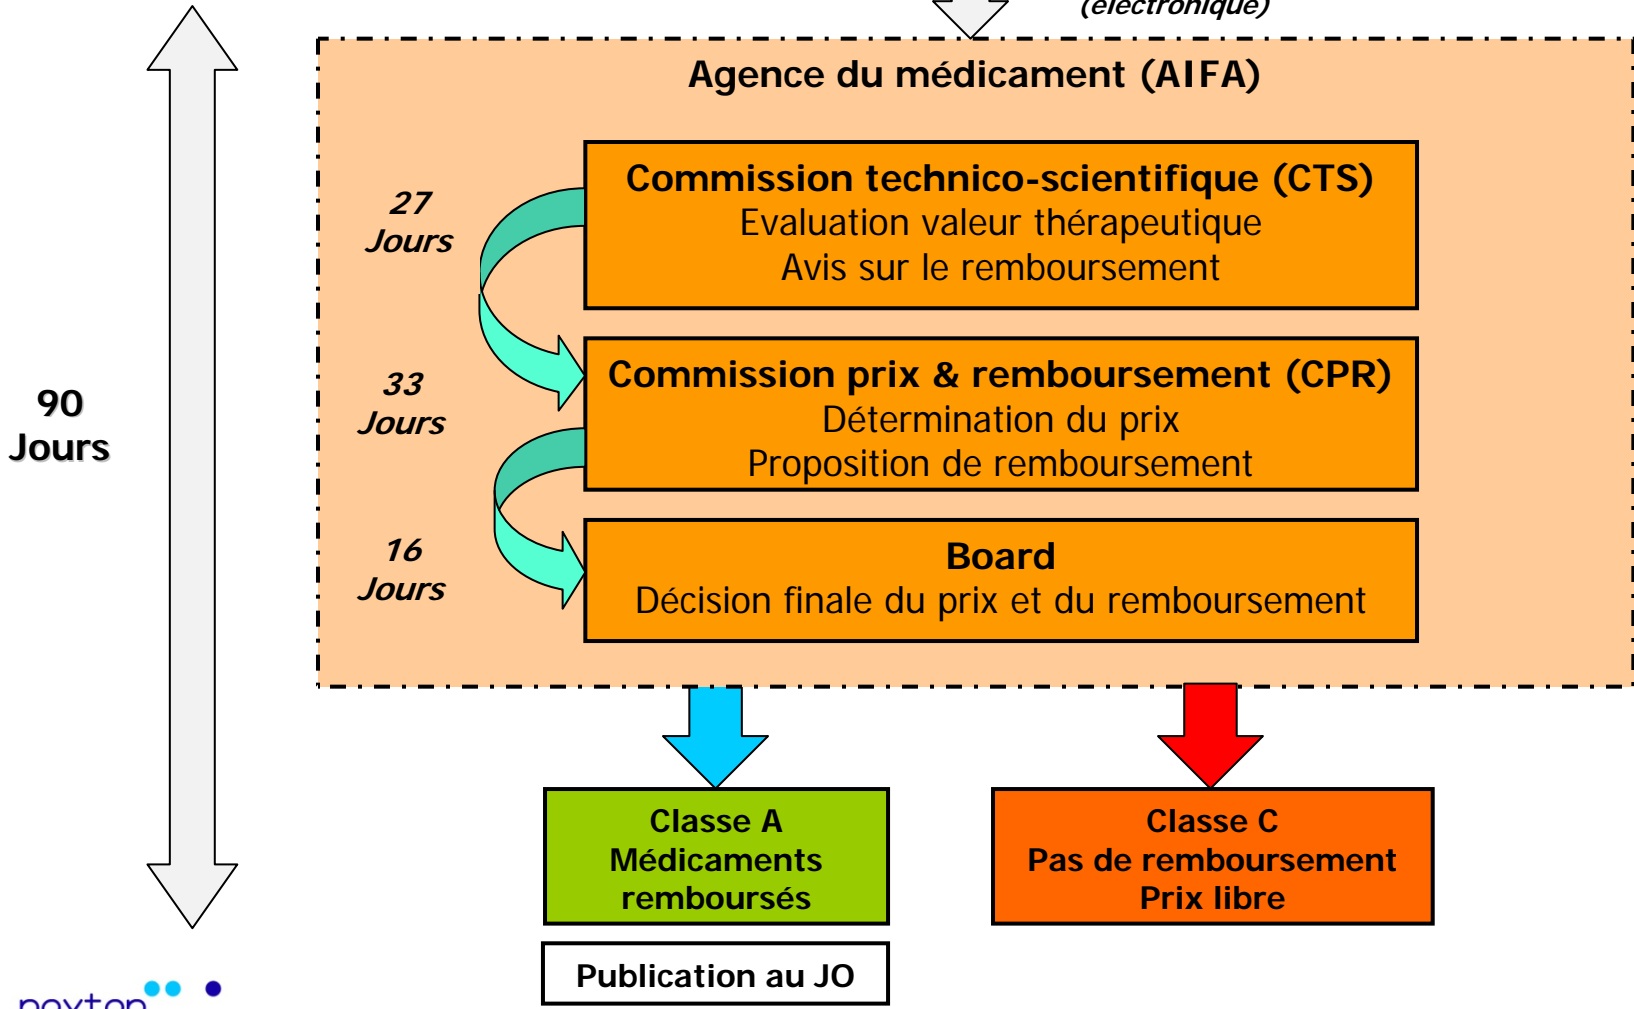 (électronique)
Agence du médicament (AIFA)
27
Jours
Commission technico-scientifique (CTS)
Evaluation valeur thérapeutique
Avis sur le remboursement
90
Jours
33
Jours
Commission prix & remboursement (CPR)
Détermination du prix
Proposition de remboursement
16
Jours
Board
Décision finale du prix et du remboursement
Classe A
Médicaments
remboursés
Classe C
Pas de remboursement
Prix libre
Publication au JO